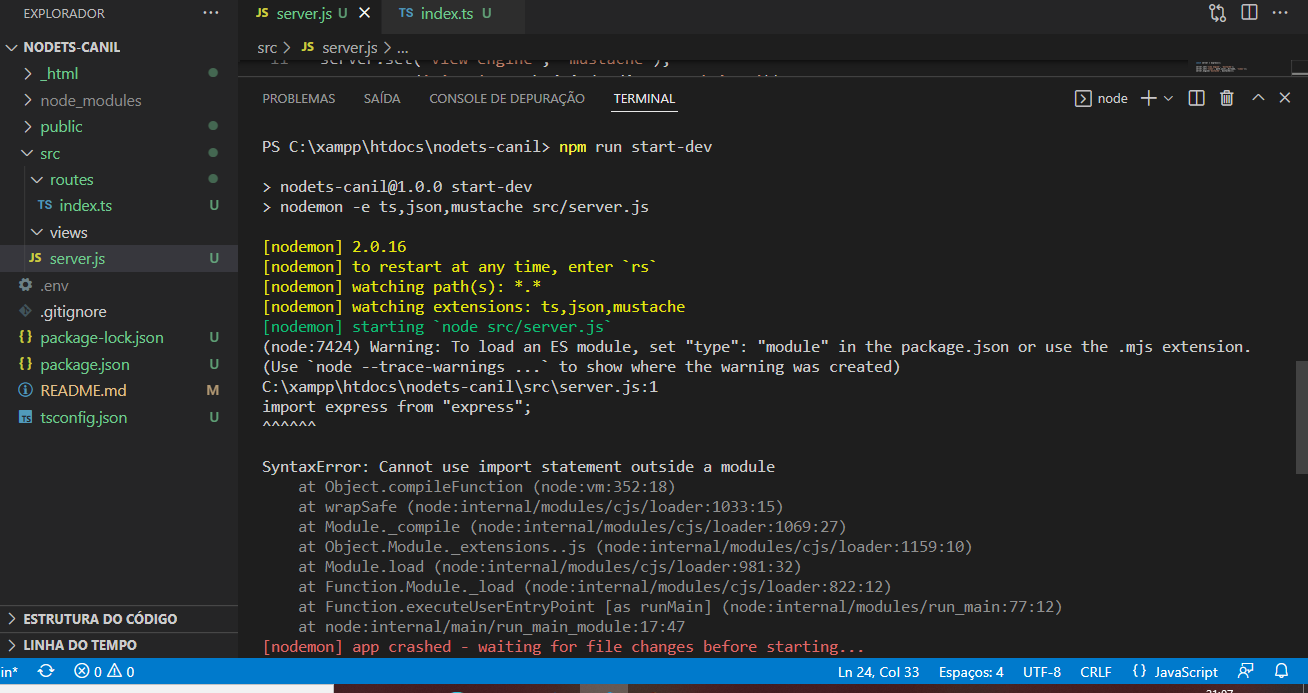 EXPLORADOR
JS server.js U
TS index.ts U
NODETS-CANIL
src > JS server.js > ...
_html
node_modules
public
src
routes
TS index.ts U
views
JS server.js U
.env
.gitignore
package-lock.json U
package.json U
README.md M
tsconfig.json U
ESTRUTURA DO CÓDIGO
LINHA DO TEMPO
11 server.set('view engine', 'mustache');
PROBLEMAS SAÍDA CONSOLE DE DEPURAÇÃO TERMINAL
node
PS C:\xampp\htdocs\nodets-canil> npm run start-dev
> nodets-canil@1.0.0 start-dev
> nodemon -e ts,json,mustache src/server.js
[nodemon] 2.0.16
[nodemon] to restart at any time, enter `rs`
[nodemon] watching path(s): *.*
[nodemon] watching extensions: ts,json,mustache
[nodemon] starting `node src/server.js`
(node:7424) Warning: To load an ES module, set "type": "module" in the package.json or use the .mjs extension.
(Use `node --trace-warnings ...` to show where the warning was created)
C:\xampp\htdocs\nodets-canil\src\server.js:1
import express from "express";
^^^^^^
SyntaxError: Cannot use import statement outside a module
at Object.compileFunction (node:vm:352:18)
at wrapSafe (node:internal/modules/cjs/loader:1033:15)
at Module._compile (node:internal/modules/cjs/loader:1069:27)
at Object.Module._extensions..js (node:internal/modules/cjs/loader:1159:10)
at Module.load (node:internal/modules/cjs/loader:981:32)
at Function.Module._load (node:internal/modules/cjs/loader:822:12)
at Function.executeUserEntryPoint [as runMain] (node:internal/modules/run_main:77:12)
at node:internal/main/run_main_module:17:47
[nodemon] app crashed - waiting for file changes before starting...
in* 0 0 Ln 24, Col 33 Espaços: 4 UTF-8 CRLF {} JavaScript